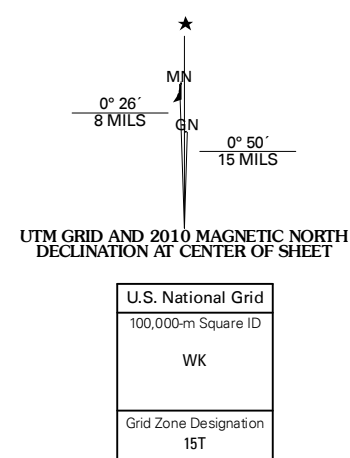 MN
0° 26´
8 MILS
GN
0° 50´
15 MILS
UTM GRID AND 2010 MAGNETIC NORTH
DECLINATION AT CENTER OF SHEET
U.S. National Grid
100,000-m Square ID
WK
Grid Zone Designation
15T